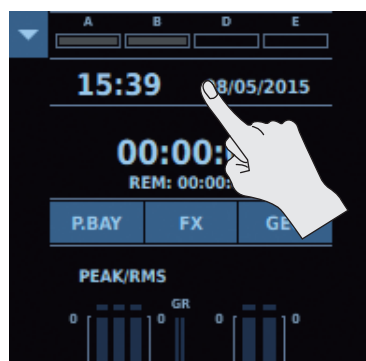 A B D E
15:39 8/05/2015
00:00:
REM: 00:00:
P.BAY FX GE
PEAK/RMS
GR
0 0 0 0